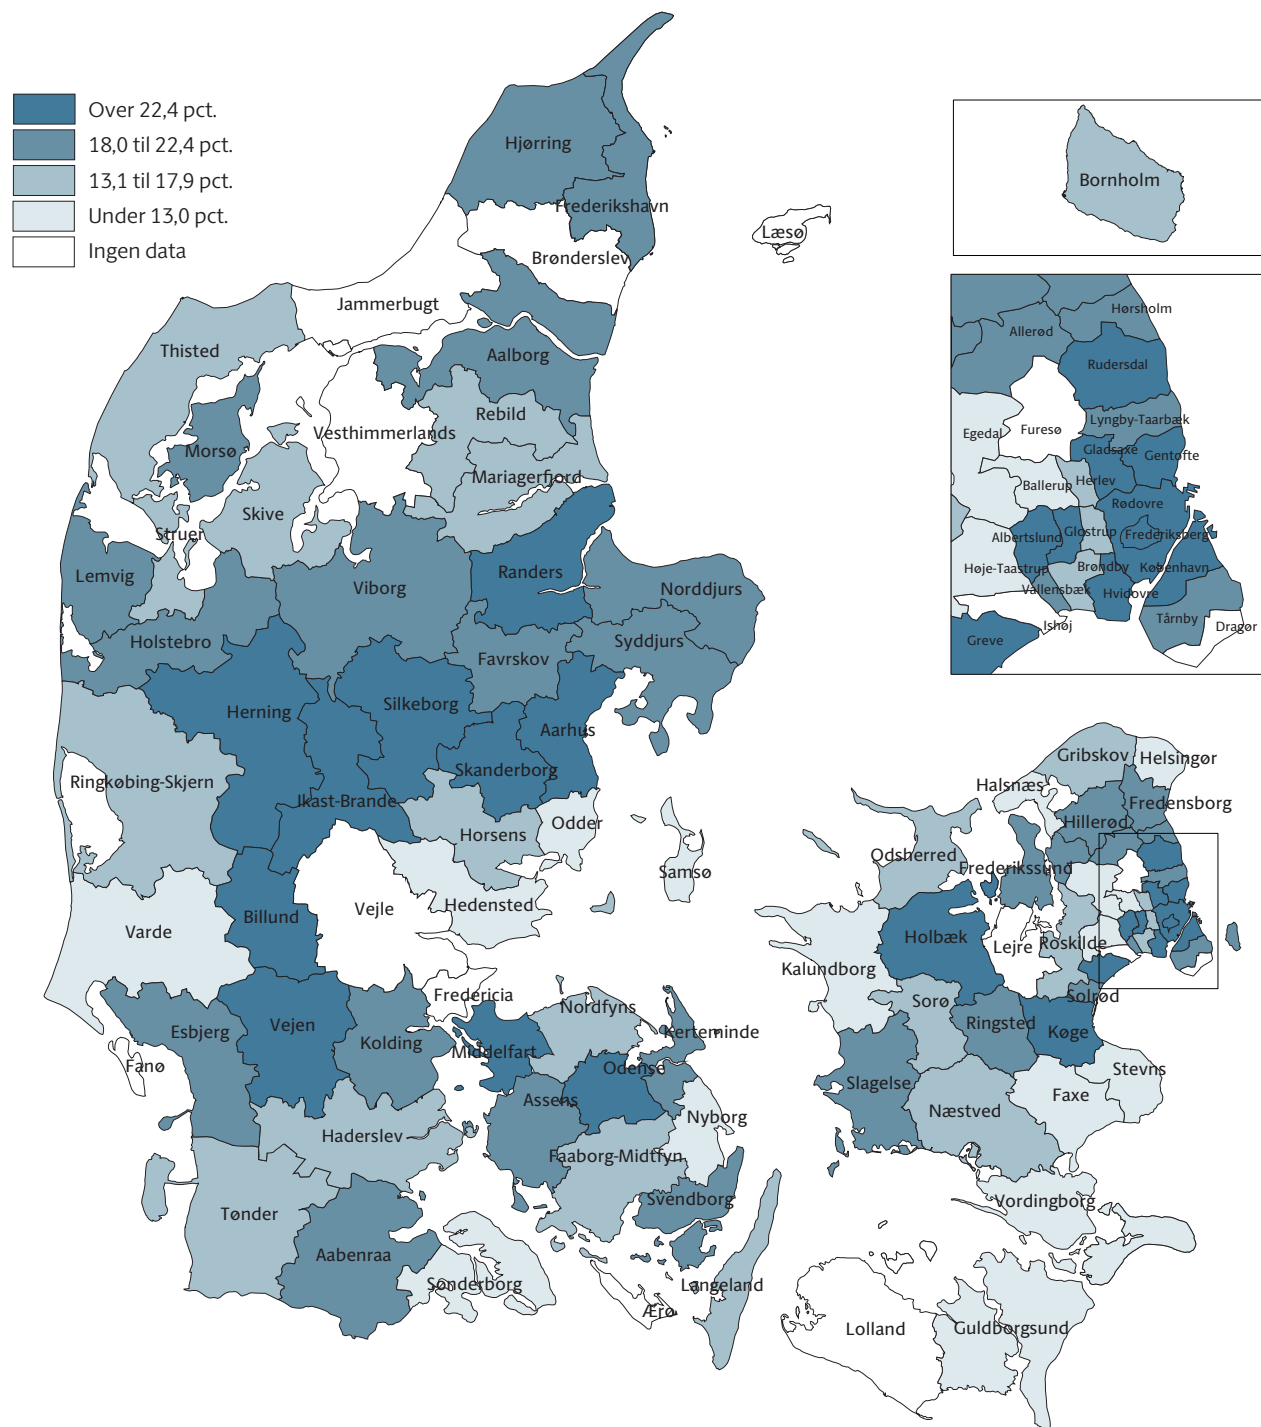 Over 22,4 pct.
18,0 til 22,4 pct.
13,1 til 17,9 pct.
Under 13,0 pct.
Ingen data
Hjørring
Frederikshavn
Læsø
Brønderslev
Jammerbugt
Thisted
Aalborg
Rebild
Vesthimmerlands
Morsø
Mariagerfjord
Skive
Struer
Lemvig
Randers
Viborg
Norddjurs
Holstebro
Syddjurs
Favrskov
Silkeborg
Herning
Aarhus
Skanderborg
Ringkøbing-Skjern
Ikast-Brande
Horsens
Odder
Samsø
Hedensted
Vejle
Billund
Varde
Fredericia
Nordfyns
Esbjerg
Vejen
Kolding
Middelfart
Kerteminde
Fanø
Odense
Assens
Nyborg
Haderslev
Faaborg-Midtfyn
Svendborg
Tønder
Aabenraa
Sønderborg
Langeland
Ærø
Bornholm
Hørsholm
Allerød
Rudersdal
Lyngby-Taarbæk
Egedal
Furesø
Gladsaxe
Gentofte
Ballerup
Herlev
Rødovre
Albertslund
Glostrup
Frederiksberg
Høje-Taastrup
Brøndby
København
Vallensbæk
Hvidovre
Ishøj
Tårnby
Dragør
Greve
Gribskov
Helsingør
Halsnæs
Fredensborg
Hillerød
Odsherred
Frederikssund
Holbæk
Lejre
Roskilde
Kalundborg
Solrød
Sorø
Ringsted
Køge
Stevns
Slagelse
Faxe
Næstved
Vordingborg
Lolland
Guldborgsund